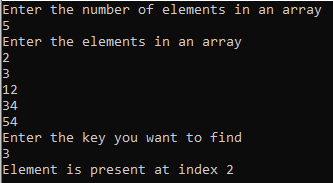 Enter the number of elements in an array
5
Enter the elements in an array
2
3
12
34
54
Enter the key you want to find
3
Element is present at index 2